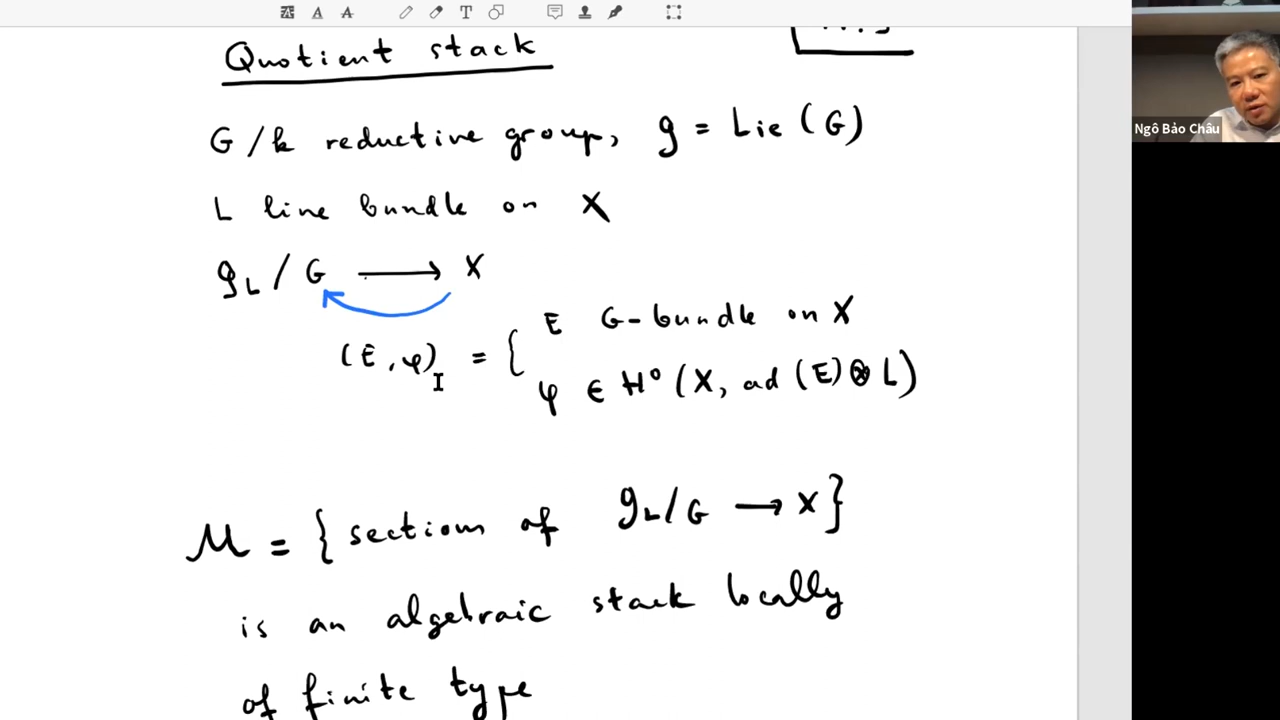 Quotient stack
G/k reductive group, g = Lie (G)
L line bundle on X
g_L / G ⟶ X
(E, φ) = { E G-bundle on X
φ ∈ H⁰ (X, ad (E) ⊗ L)
M = { sections of g_L/G → X }
is an algebraic stack locally
of finite type
Ngô Bảo Châu